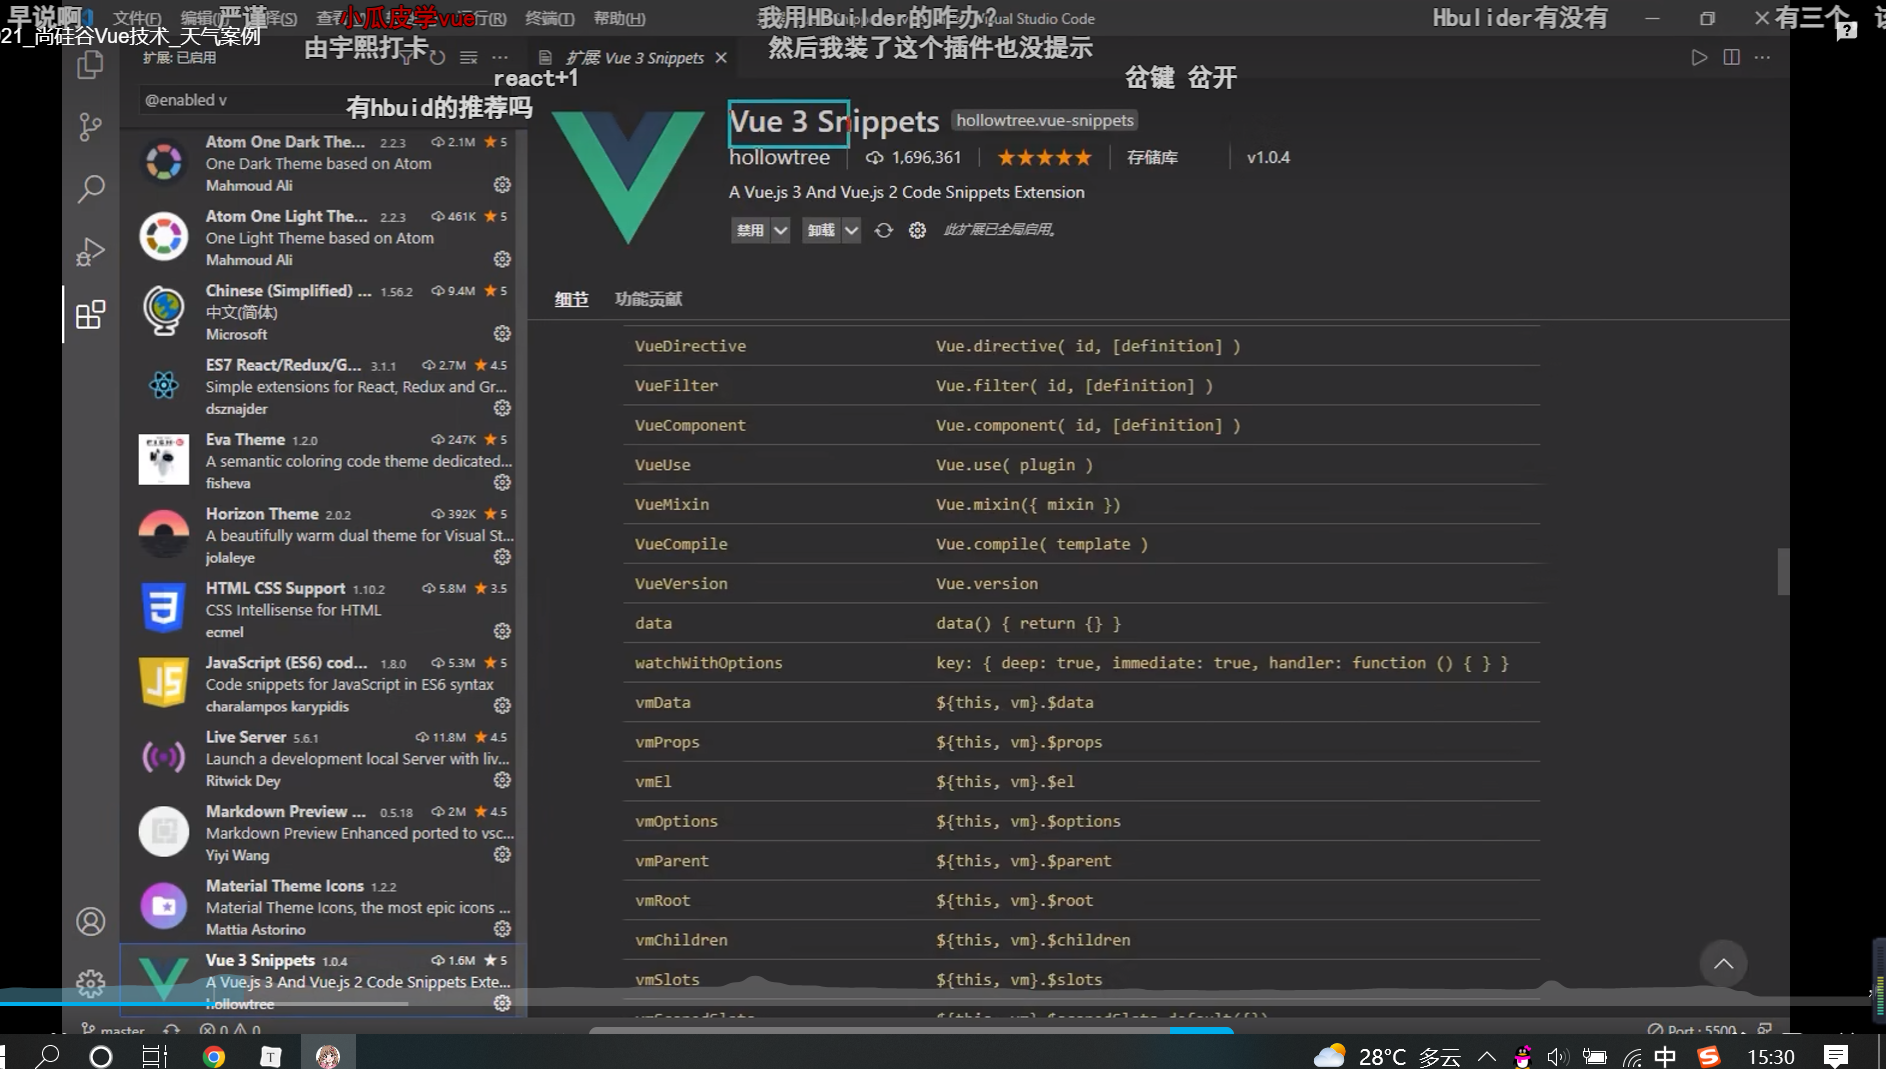 早说啊
严谨
小瓜皮学vue
我用HBuilder的咋办?
Hbulider有没有
有三个
文件(F)
编辑
查看
运行(R)
终端(T)
帮助(H)
Visual Studio Code
21_尚硅谷Vue技术_天气案例
由宇熙打卡
然后我装了这个插件也没提示
react+1
岔键 岔开
有hbuid的推荐吗
扩展: 已启用
扩展 Vue 3 Snippets
@enabled v
Atom One Dark The... 2.2.3 2.1M 5
One Dark Theme based on Atom
Mahmoud Ali
Atom One Light The... 2.2.3 461K 5
One Light Theme based on Atom
Mahmoud Ali
Chinese (Simplified) ... 1.56.2 9.4M 5
中文(简体)
Microsoft
ES7 React/Redux/G... 3.1.1 2.7M 4.5
Simple extensions for React, Redux and Gr...
dsznajder
Eva Theme 1.2.0 247K 5
A semantic coloring code theme dedicated...
fisheva
Horizon Theme 2.0.2 392K 5
A beautifully warm dual theme for Visual St...
jolaleye
HTML CSS Support 1.10.2 5.8M 3.5
CSS Intellisense for HTML
ecmel
JavaScript (ES6) cod... 1.8.0 5.3M 5
Code snippets for JavaScript in ES6 syntax
charalampos karypidis
Live Server 5.6.1 11.8M 4.5
Launch a development local Server with liv...
Ritwick Dey
Markdown Preview ... 0.5.18 2M 4.5
Markdown Preview Enhanced ported to vsc...
Yiyi Wang
Material Theme Icons 1.2.2
Material Theme Icons, the most epic icons ...
Mattia Astorino
Vue 3 Snippets 1.0.4 1.6M 5
A Vue.js 3 And Vue.js 2 Code Snippets Exte...
hollowtree
Vue 3 Snippets hollowtree.vue-snippets
hollowtree 1,696,361 存储库 v1.0.4
A Vue.js 3 And Vue.js 2 Code Snippets Extension
禁用 卸载 此扩展已全局启用。
细节 功能贡献
VueDirective Vue.directive( id, [definition] )
VueFilter Vue.filter( id, [definition] )
VueComponent Vue.component( id, [definition] )
VueUse Vue.use( plugin )
VueMixin Vue.mixin({ mixin })
VueCompile Vue.compile( template )
VueVersion Vue.version
data data() { return {} }
watchWithOptions key: { deep: true, immediate: true, handler: function () { } }
vmData ${this, vm}.$data
vmProps ${this, vm}.$props
vmEl ${this, vm}.$el
vmOptions ${this, vm}.$options
vmParent ${this, vm}.$parent
vmRoot ${this, vm}.$root
vmChildren ${this, vm}.$children
vmSlots ${this, vm}.$slots
vmScopedSlots ${this, vm}.$scopedSlots.default({})
master 0 0
Port : 5500
28°C 多云
中
15:30